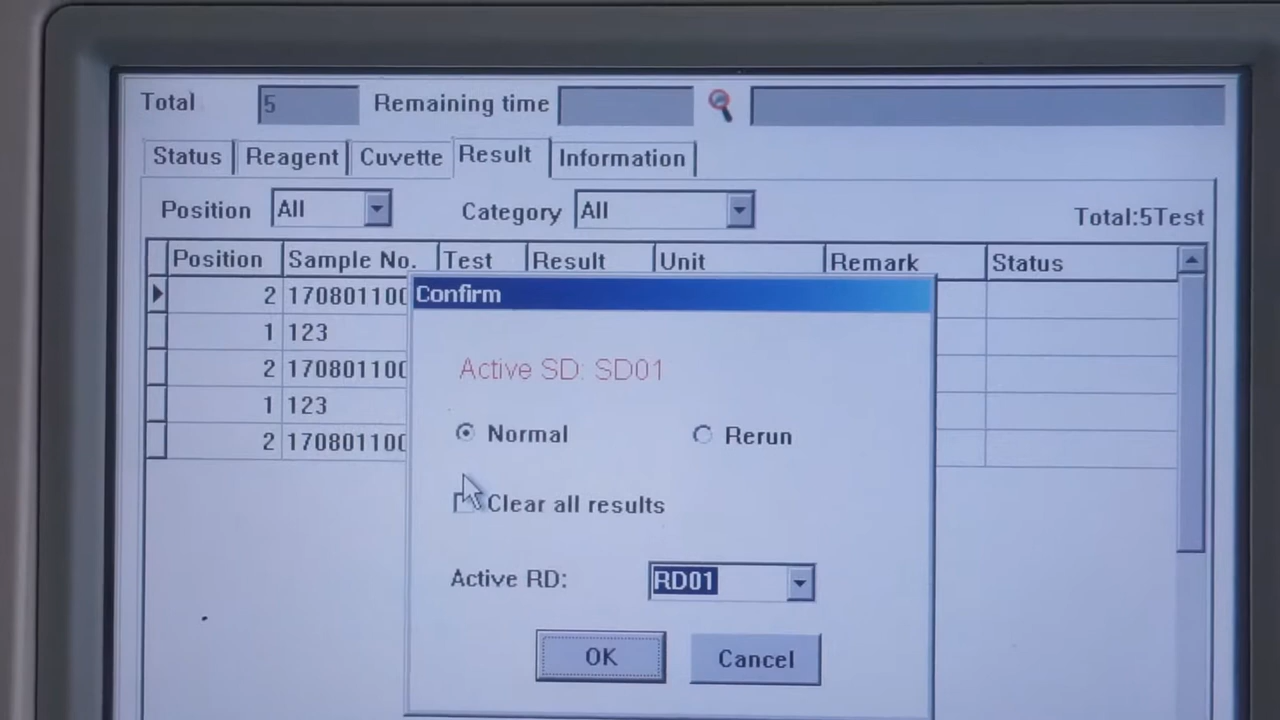 Total 5 Remaining time
Status Reagent Cuvette Result Information
Position All Category All Total:5Test
Position Sample No. Test Result Unit Remark Status
2 170801100
1 123
2 170801100
1 123
2 170801100
Confirm
Active SD: SD01
Normal Rerun
Clear all results
Active RD: RD01
OK Cancel